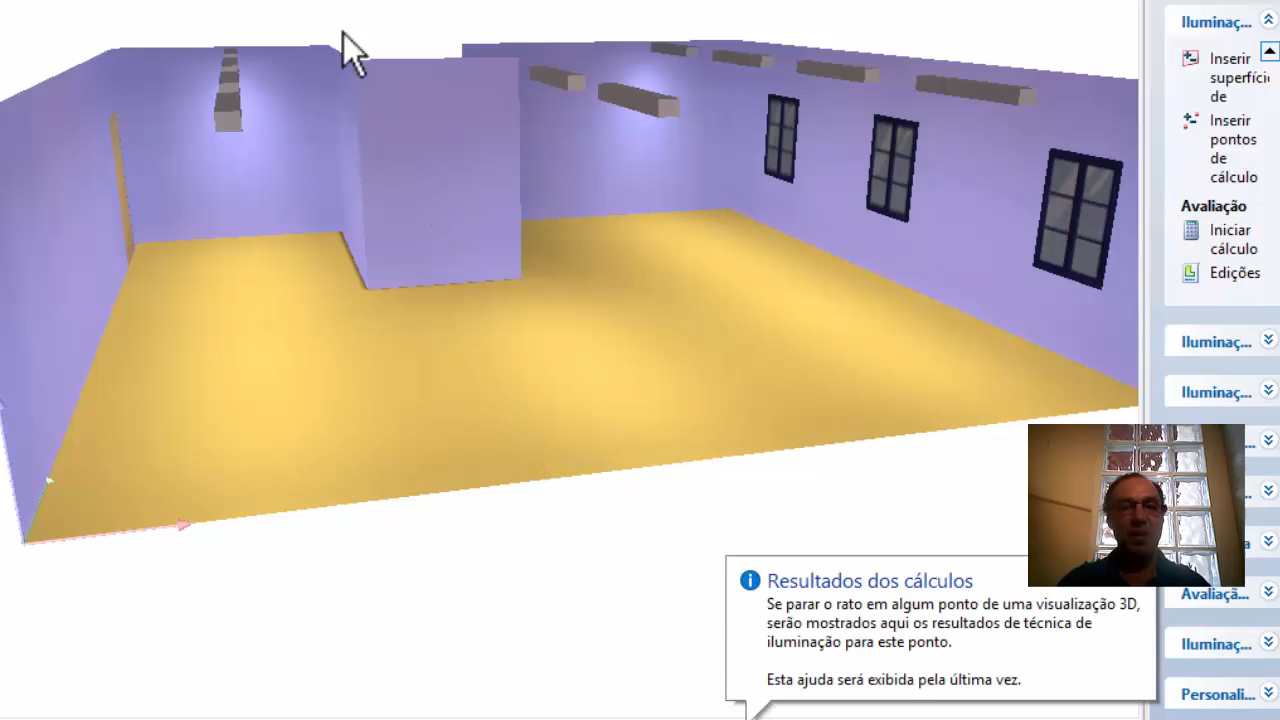 Iluminaç...
Inserir
superfíci
de
Inserir
pontos
de
cálculo
Avaliação
Iniciar
cálculo
Edições
Iluminaç...
Iluminaç...
...
...
a
Avaliaçã...
Iluminaç...
Personali...
Resultados dos cálculos
Se parar o rato em algum ponto de uma visualização 3D,
serão mostrados aqui os resultados de técnica de
iluminação para este ponto.
Esta ajuda será exibida pela última vez.